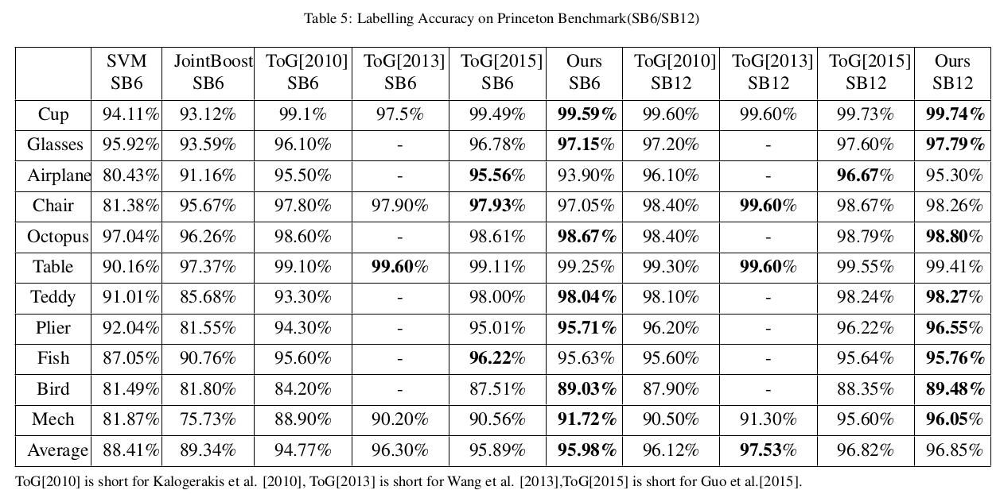 Table 5: Labelling Accuracy on Princeton Benchmark(SB6/SB12)
SVM JointBoost ToG[2010] ToG[2013] ToG[2015] Ours ToG[2010] ToG[2013] ToG[2015] Ours
SB6 SB6 SB6 SB6 SB6 SB6 SB12 SB12 SB12 SB12
Cup 94.11% 93.12% 99.1% 97.5% 99.49% 99.59% 99.60% 99.60% 99.73% 99.74%
Glasses 95.92% 93.59% 96.10% - 96.78% 97.15% 97.20% - 97.60% 97.79%
Airplane 80.43% 91.16% 95.50% - 95.56% 93.90% 96.10% - 96.67% 95.30%
Chair 81.38% 95.67% 97.80% 97.90% 97.93% 97.05% 98.40% 99.60% 98.67% 98.26%
Octopus 97.04% 96.26% 98.60% - 98.61% 98.67% 98.40% - 98.79% 98.80%
Table 90.16% 97.37% 99.10% 99.60% 99.11% 99.25% 99.30% 99.60% 99.55% 99.41%
Teddy 91.01% 85.68% 93.30% - 98.00% 98.04% 98.10% - 98.24% 98.27%
Plier 92.04% 81.55% 94.30% - 95.01% 95.71% 96.20% - 96.22% 96.55%
Fish 87.05% 90.76% 95.60% - 96.22% 95.63% 95.60% - 95.64% 95.76%
Bird 81.49% 81.80% 84.20% - 87.51% 89.03% 87.90% - 88.35% 89.48%
Mech 81.87% 75.73% 88.90% 90.20% 90.56% 91.72% 90.50% 91.30% 95.60% 96.05%
Average 88.41% 89.34% 94.77% 96.30% 95.89% 95.98% 96.12% 97.53% 96.82% 96.85%
ToG[2010] is short for Kalogerakis et al. [2010], ToG[2013] is short for Wang et al. [2013],ToG[2015] is short for Guo et al.[2015].